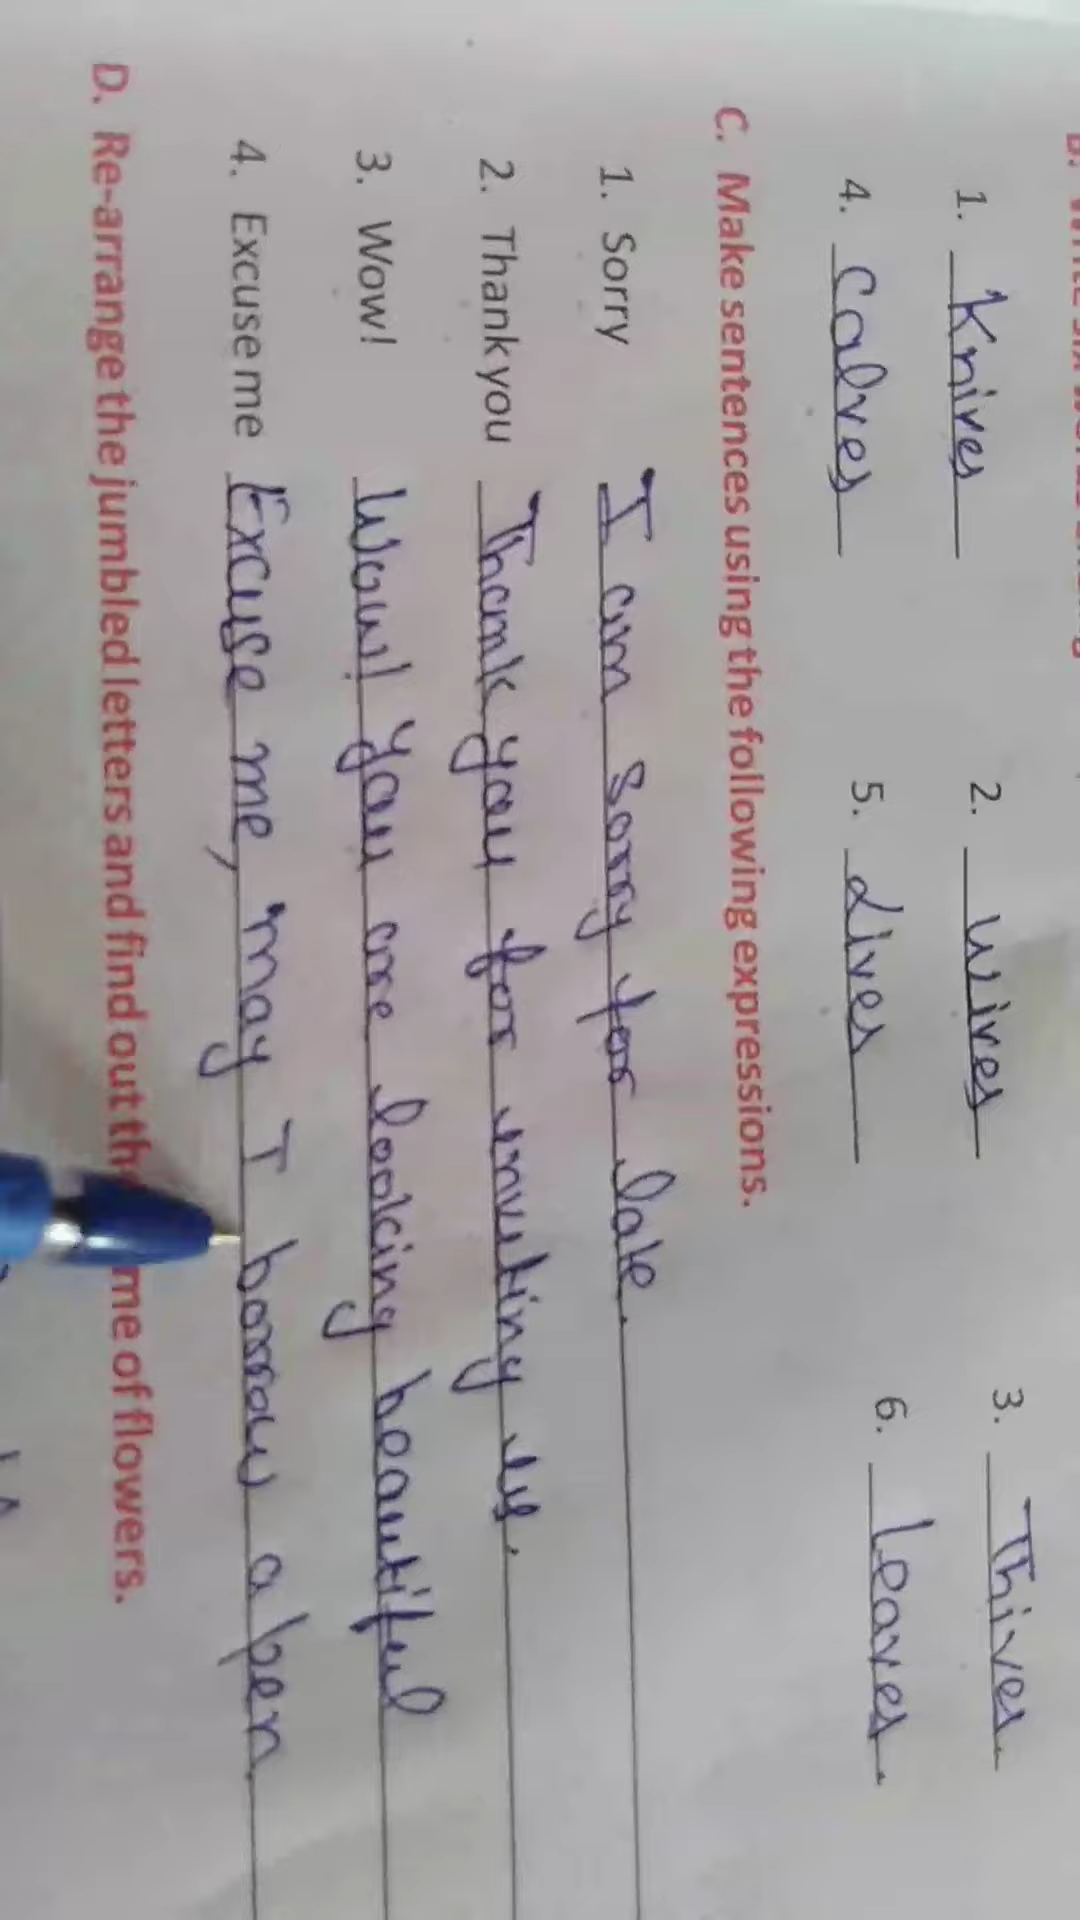 1. Knives 2. wives 3. Thives.
4. Calves 5. Lives 6. Leaves.
C. Make sentences using the following expressions.
1. Sorry I am sorry for late.
2. Thank you Thank you for inviting us.
3. Wow! Wow! you are looking beautiful
4. Excuse me Excuse me, may I borrow a pen.
D. Re-arrange the jumbled letters and find out the me of flowers.